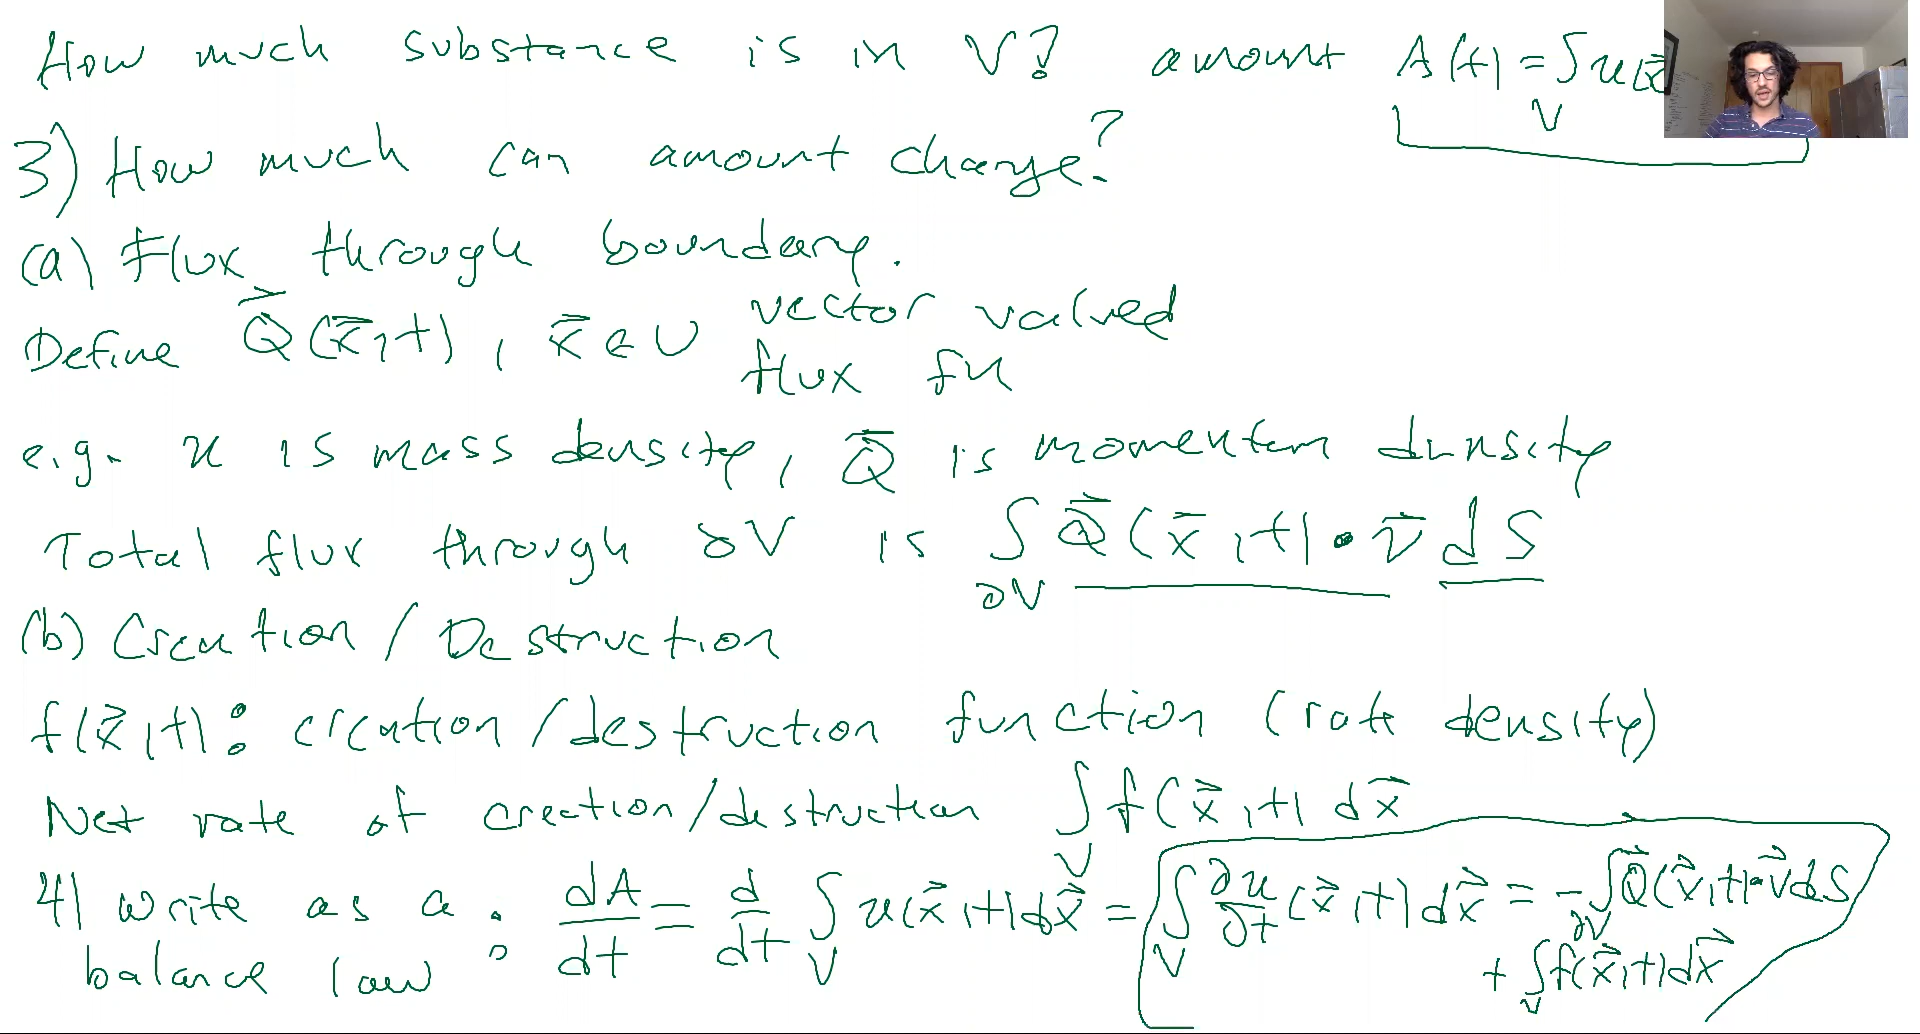 How much substance is in V? amount A(t) = ∫_V u(x⃗
3) How much can amount change?
(a) Flux through boundary.
Define Q⃗(x⃗,t), x⃗ ∈ U vector valued
flux fn
e.g. u is mass density, Q⃗ is momentum density
Total flux through ∂V is ∫_∂V Q⃗(x⃗,t) • ν⃗ dS
(b) Creation / Destruction
f(x⃗,t): creation/destruction function (rate density)
Net rate of creation/destruction ∫_V f(x⃗,t) dx⃗
4) write as a : dA/dt = d/dt ∫_V u(x⃗,t)dx⃗ = ∫_V ∂u/∂t (x⃗,t)dx⃗ = -∫_∂V Q⃗(x⃗,t)•ν⃗dS
balance law + ∫_V f(x⃗,t)dx⃗